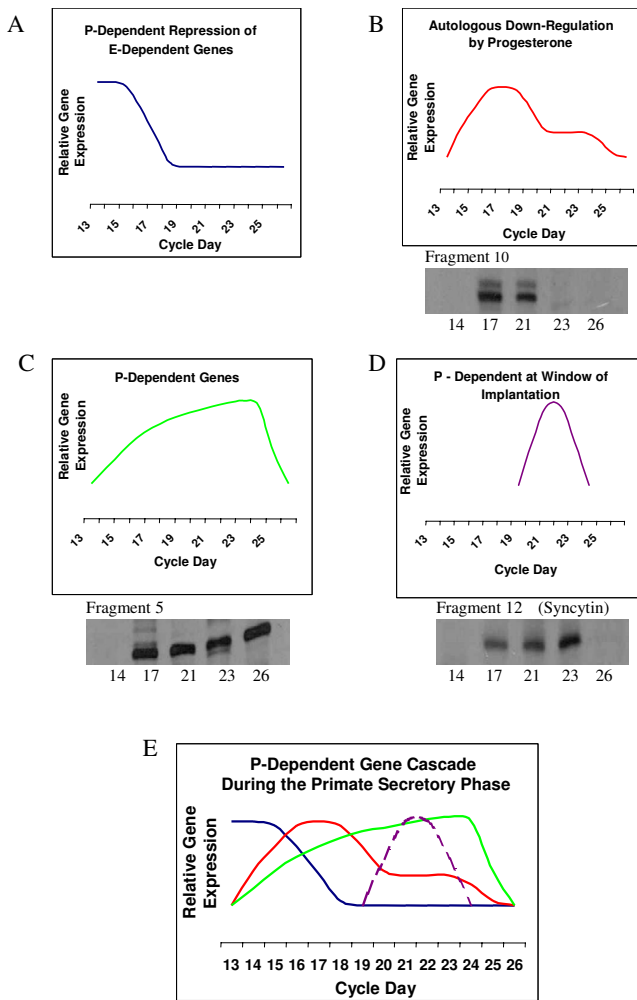 A
P-Dependent Repression of
E-Dependent Genes
Relative Gene
Expression
13 15 17 19 21 23 25
Cycle Day
B
Autologous Down-Regulation
by Progesterone
Relative Gene
Expression
13 15 17 19 21 23 25
Cycle Day
Fragment 10
14 17 21 23 26
C
P-Dependent Genes
Relative Gene
Expression
13 15 17 19 21 23 25
Cycle Day
Fragment 5
14 17 21 23 26
D
P - Dependent at Window of
Implantation
Relative Gene
Expression
13 15 17 19 21 23 25
Cycle Day
Fragment 12 (Syncytin)
14 17 21 23 26
E
P-Dependent Gene Cascade
During the Primate Secretory Phase
Relative Gene
Expression
13 14 15 16 17 18 19 20 21 22 23 24 25 26
Cycle Day